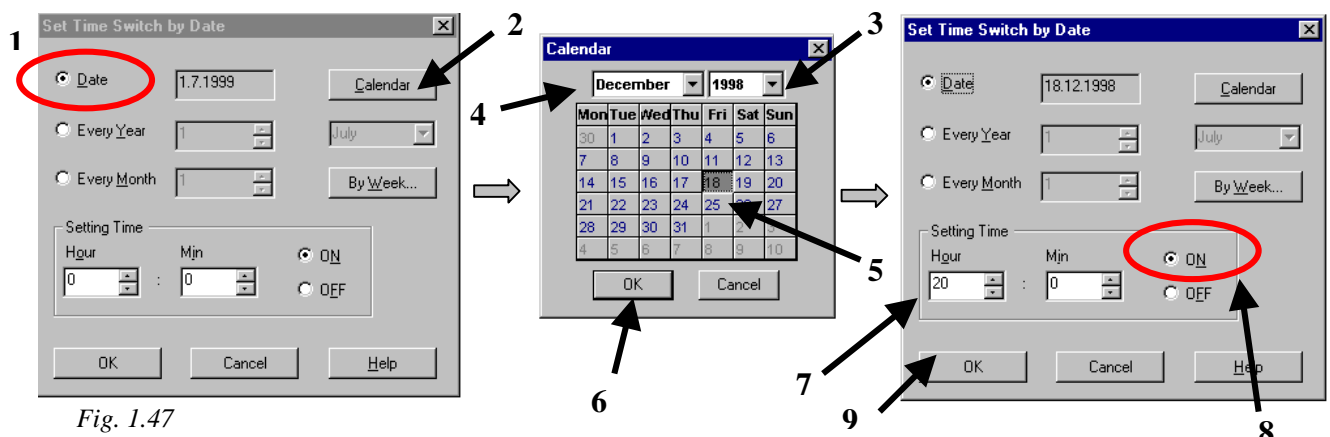 1
Set Time Switch by Date
Date 1.7.1999 Calendar
Every Year 1 July
Every Month 1 By Week...
Setting Time
Hour Min ON
0 : 0 OFF
OK Cancel Help
Fig. 1.47
2
Calendar
3
4
December 1998
Mon Tue Wed Thu Fri Sat Sun
30 1 2 3 4 5 6
7 8 9 10 11 12 13
14 15 16 17 18 19 20
21 22 23 24 25 27
28 29 30 31 1 2 3
4 5 6 7 8 9 10
5
OK Cancel
6
Set Time Switch by Date
Date 18.12.1998 Calendar
Every Year 1 July
Every Month 1 By Week...
Setting Time
Hour Min ON
20 : 0 OFF
OK Cancel Help
7
8
9